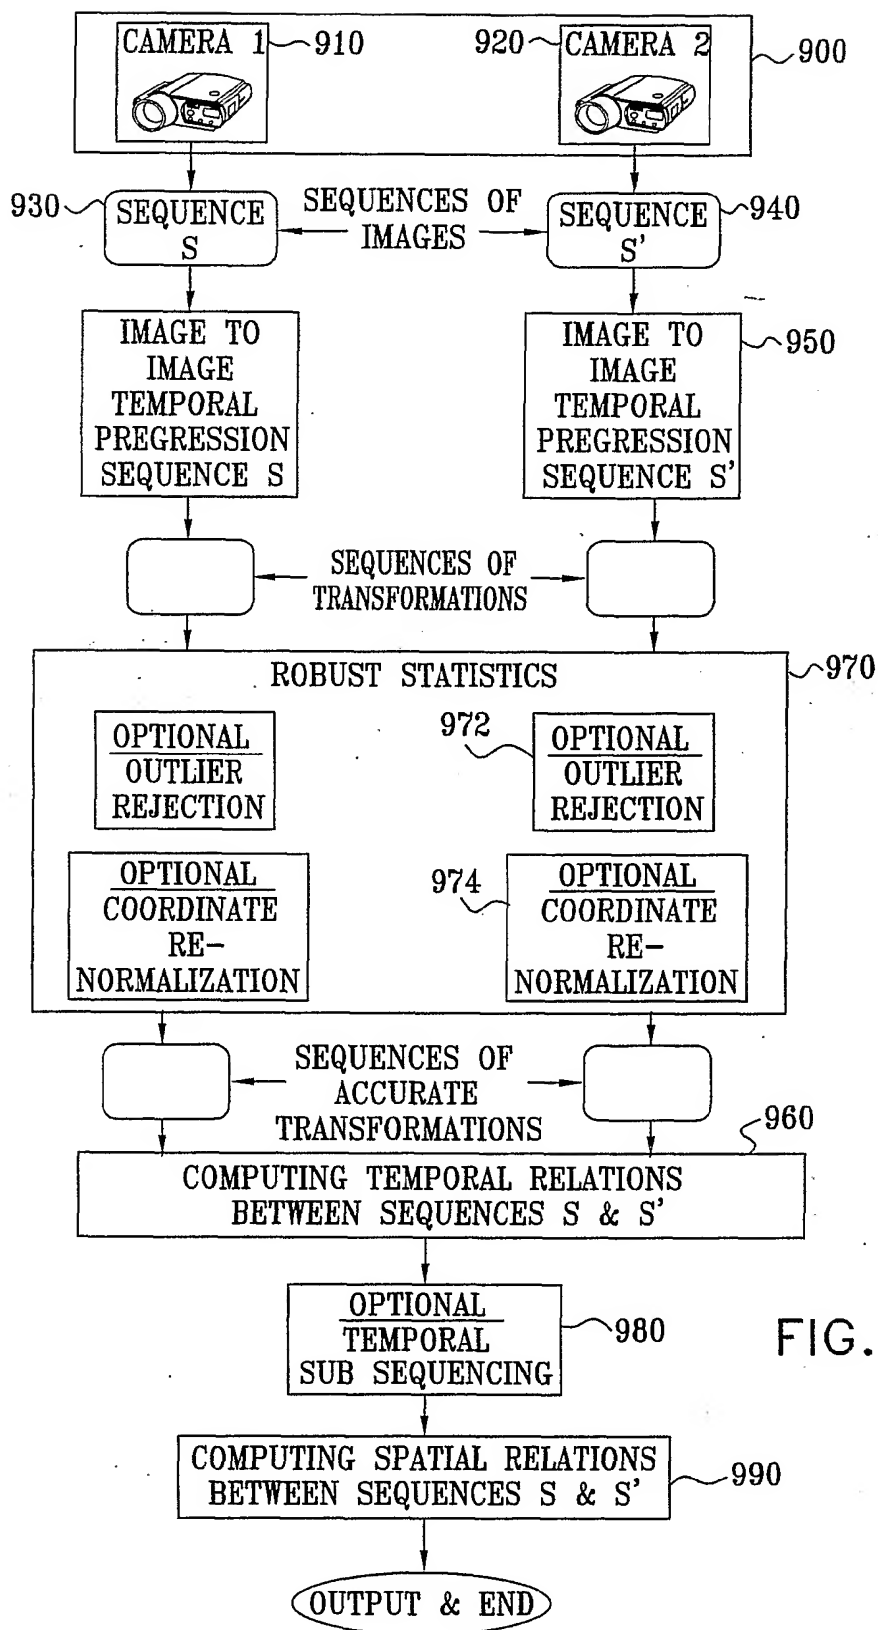 CAMERA 1 910 920 CAMERA 2 900
930 SEQUENCE S SEQUENCES OF IMAGES SEQUENCE S' 940
IMAGE TO
IMAGE
TEMPORAL
PREGRESSION
SEQUENCE S
IMAGE TO
IMAGE
TEMPORAL
PREGRESSION
SEQUENCE S'
950
SEQUENCES OF
TRANSFORMATIONS
ROBUST STATISTICS
970
OPTIONAL
OUTLIER
REJECTION
972
OPTIONAL
OUTLIER
REJECTION
OPTIONAL
COORDINATE
RE-
NORMALIZATION
974
OPTIONAL
COORDINATE
RE-
NORMALIZATION
SEQUENCES OF
ACCURATE
TRANSFORMATIONS
960
COMPUTING TEMPORAL RELATIONS
BETWEEN SEQUENCES S & S'
OPTIONAL
TEMPORAL
SUB SEQUENCING
980
FIG.
COMPUTING SPATIAL RELATIONS
BETWEEN SEQUENCES S & S'
990
OUTPUT & END